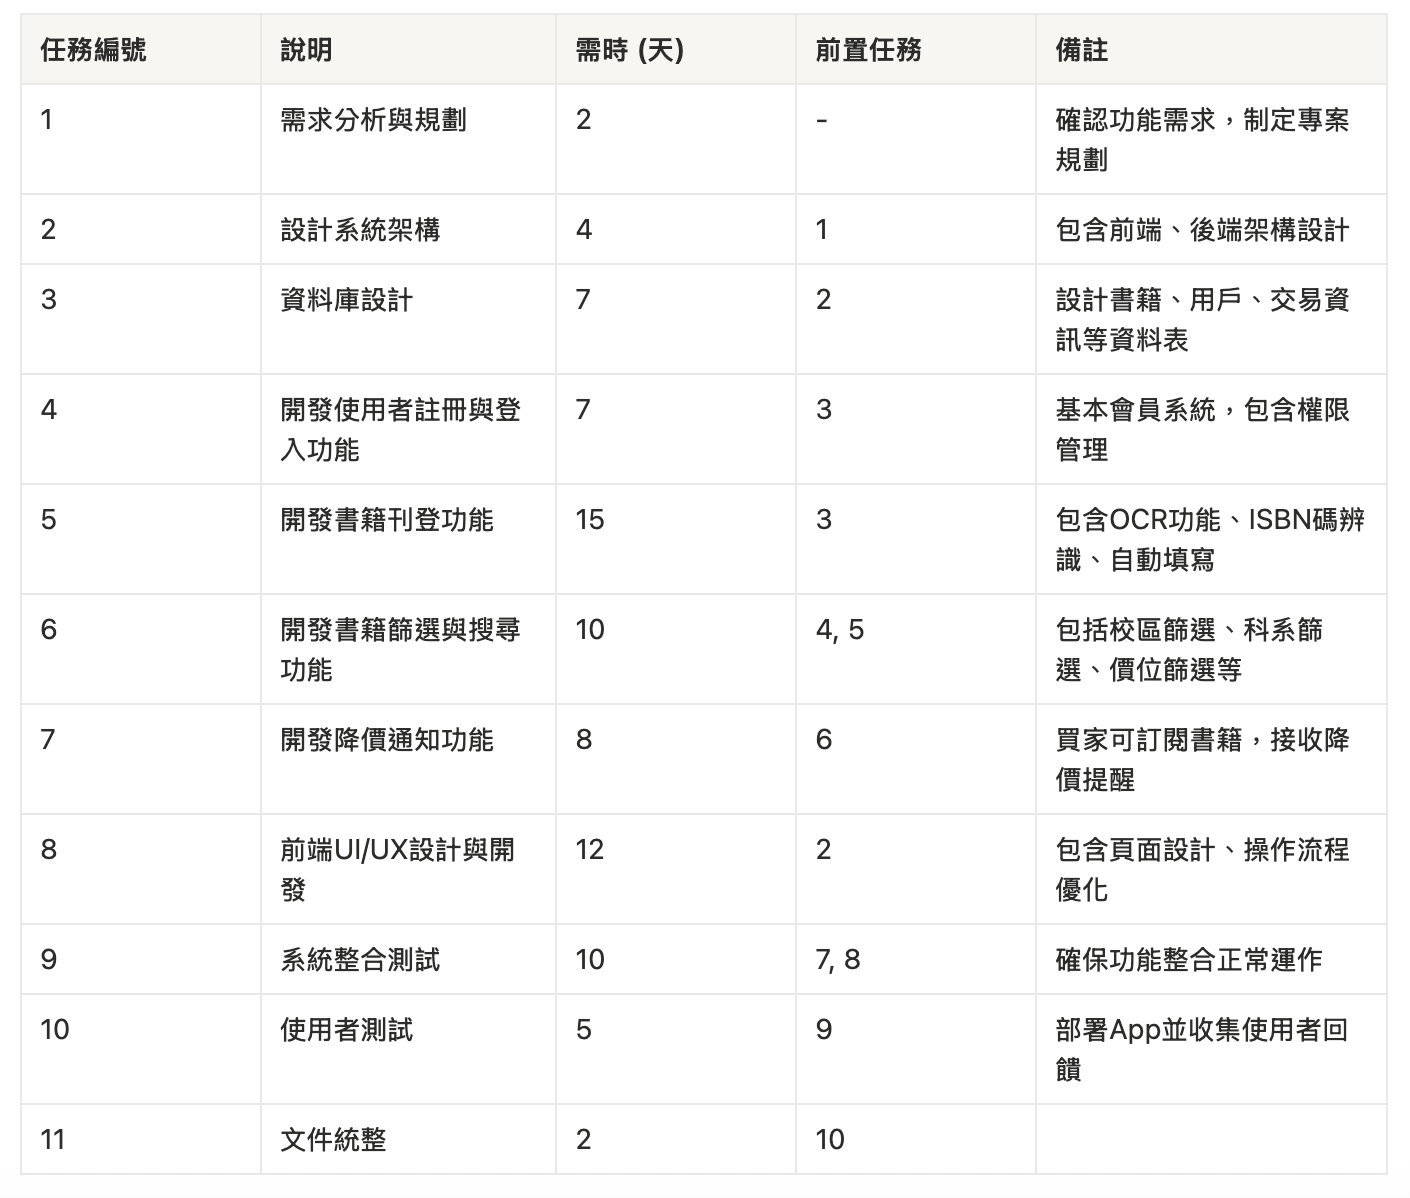 任務編號 說明 需時 (天) 前置任務 備註
1 需求分析與規劃 2 - 確認功能需求，制定專案
規劃
2 設計系統架構 4 1 包含前端、後端架構設計
3 資料庫設計 7 2 設計書籍、用戶、交易資
訊等資料表
4 開發使用者註冊與登 7 3 基本會員系統，包含權限
入功能 管理
5 開發書籍刊登功能 15 3 包含OCR功能、ISBN碼辨
識、自動填寫
6 開發書籍篩選與搜尋 10 4, 5 包括校區篩選、科系篩
功能 選、價位篩選等
7 開發降價通知功能 8 6 買家可訂閱書籍，接收降
價提醒
8 前端UI/UX設計與開 12 2 包含頁面設計、操作流程
發 優化
9 系統整合測試 10 7, 8 確保功能整合正常運作
10 使用者測試 5 9 部署App並收集使用者回
饋
11 文件統整 2 10